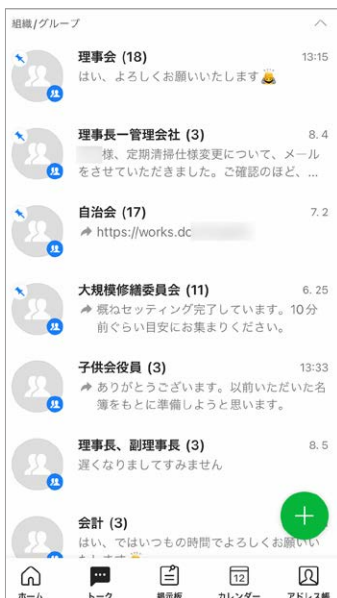 組織/グループ
理事会 (18) 13:15
はい、よろしくお願いいたします
理事長ー管理会社 (3) 8. 4
様、定期清掃仕様変更について、メール
をさせていただきました。ご確認のほど、...
自治会 (17) 7. 2
https://works.do
大規模修繕委員会 (11) 6. 25
概ねセッティング完了しています。10分
前ぐらい目安にお集まりください。
子供会役員 (3) 13:33
ありがとうございます。以前いただいた名
簿をもとに準備しようと思います。
理事長、副理事長 (3) 8. 5
遅くなりましてすみません
会計 (3)
はい、ではいつもの時間でよろしくお願いい
12
ホーム トーク 掲示板 カレンダー アドレス帳